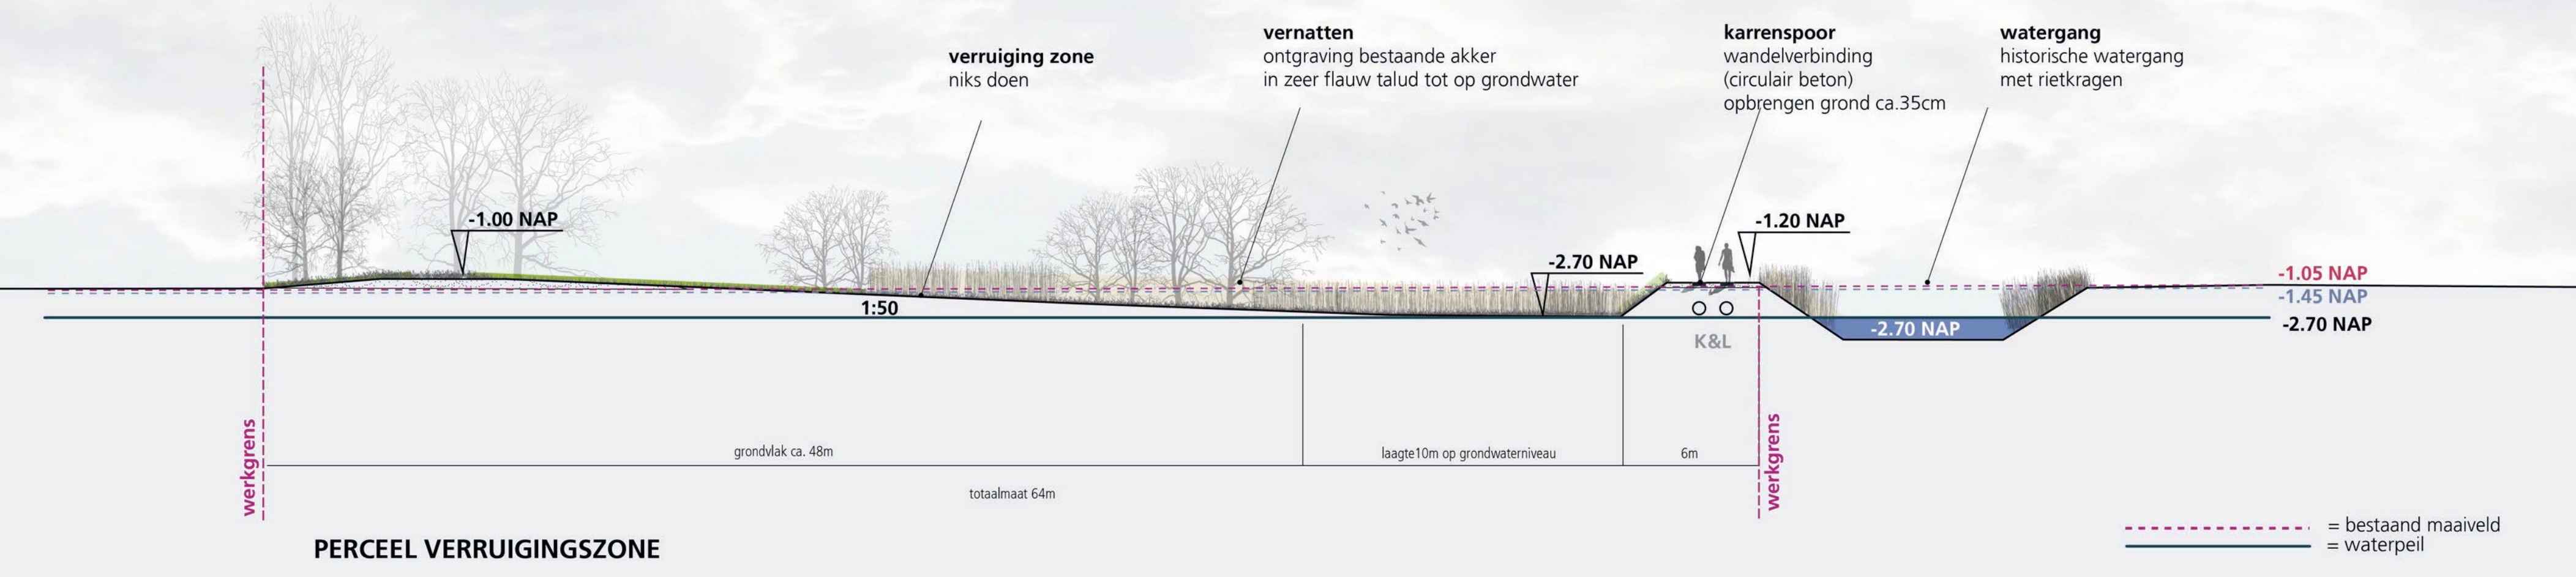 verruiging zone
niks doen
vernatten
ontgraving bestaande akker
in zeer flauw talud tot op grondwater
karrenspoor
wandelverbinding
(circulair beton)
opbrengen grond ca.35cm
watergang
historische watergang
met rietkragen
-1.00 NAP
-2.70 NAP
-1.20 NAP
-1.05 NAP
-1.45 NAP
-2.70 NAP
1:50
-2.70 NAP
K&L
werkgrens
grondvlak ca. 48m
laagte10m op grondwaterniveau
6m
werkgrens
totaalmaat 64m
PERCEEL VERRUIGINGSZONE
= bestaand maaiveld
= waterpeil